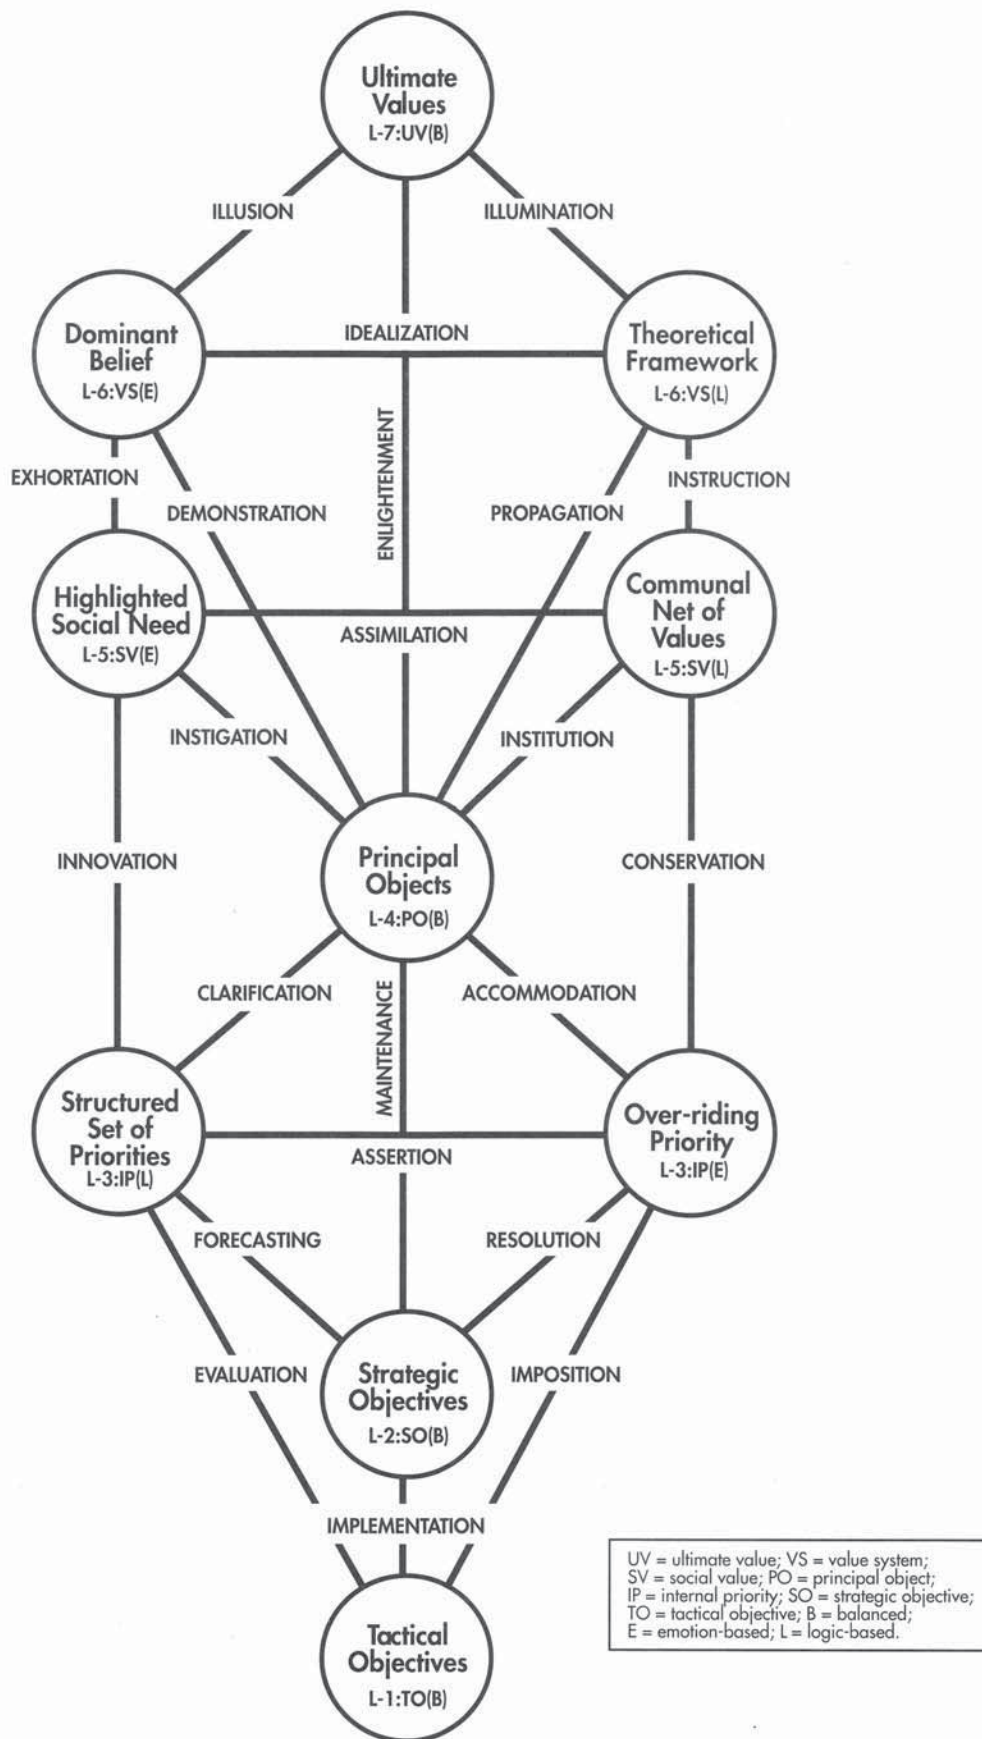 Ultimate
Values
L-7:UV(B)
ILLUSION
ILLUMINATION
Dominant
Belief
L-6:VS(E)
IDEALIZATION
Theoretical
Framework
L-6:VS(L)
EXHORTATION
DEMONSTRATION
ENLIGHTENMENT
PROPAGATION
INSTRUCTION
Highlighted
Social Need
L-5:SV(E)
ASSIMILATION
Communal
Net of
Values
L-5:SV(L)
INSTIGATION
INSTITUTION
INNOVATION
Principal
Objects
L-4:PO(B)
CONSERVATION
CLARIFICATION
MAINTENANCE
ACCOMMODATION
Structured
Set of
Priorities
L-3:IP(L)
ASSERTION
Over-riding
Priority
L-3:IP(E)
FORECASTING
RESOLUTION
EVALUATION
Strategic
Objectives
L-2:SO(B)
IMPOSITION
IMPLEMENTATION
Tactical
Objectives
L-1:TO(B)
UV = ultimate value; VS = value system;
SV = social value; PO = principal object;
IP = internal priority; SO = strategic objective;
TO = tactical objective; B = balanced;
E = emotion-based; L = logic-based.